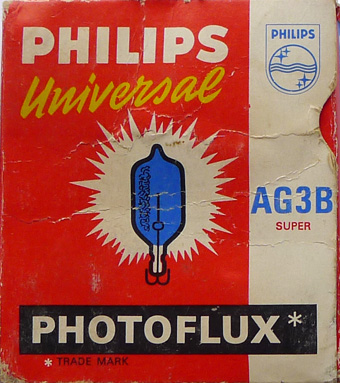 PHILIPS
Universal
PHILIPS
AG3B
SUPER
PHOTOFLUX*
* TRADE MARK